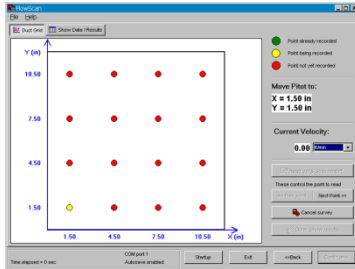 FlowScan
File Help
Duct Grid Show Data / Results
Point already recorded
Point being recorded
Point not yet recorded
Y (in)
10.50
7.50
4.50
1.50
1.50 4.50 7.50 10.50 X (in)
Move Pitot to:
X = 1.50 in
Y = 1.50 in
Current Velocity:
0.00 ft/min
These control the point to read
Next Point >>
Cancel survey
Time elapsed = 0 sec
COM port 1
Autosave enabled
Startup Exit <<Back